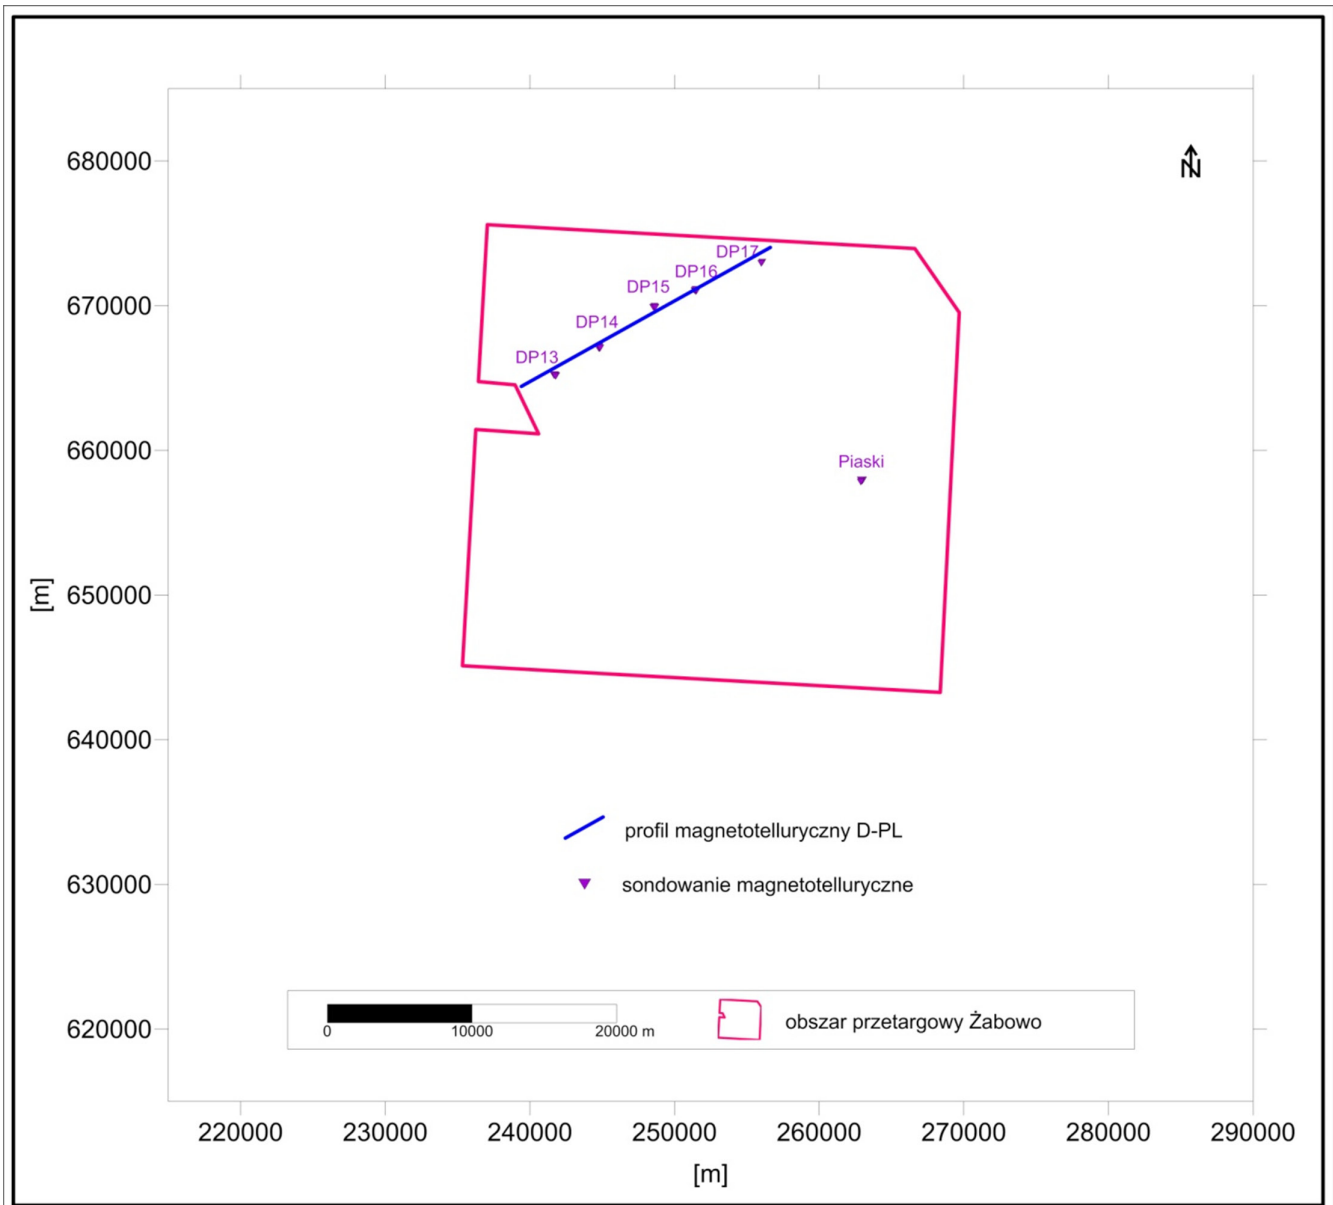 N
680000
DP17
DP16
670000
DP15
DP14
DP13
660000
Piaski
[m]
650000
640000
profil magnetotelluryczny D-PL
630000
sondowanie magnetotelluryczne
620000
0
10000
20000 m
obszar przetargowy Żabowo
220000 230000 240000 250000 260000 270000 280000 290000
[m]